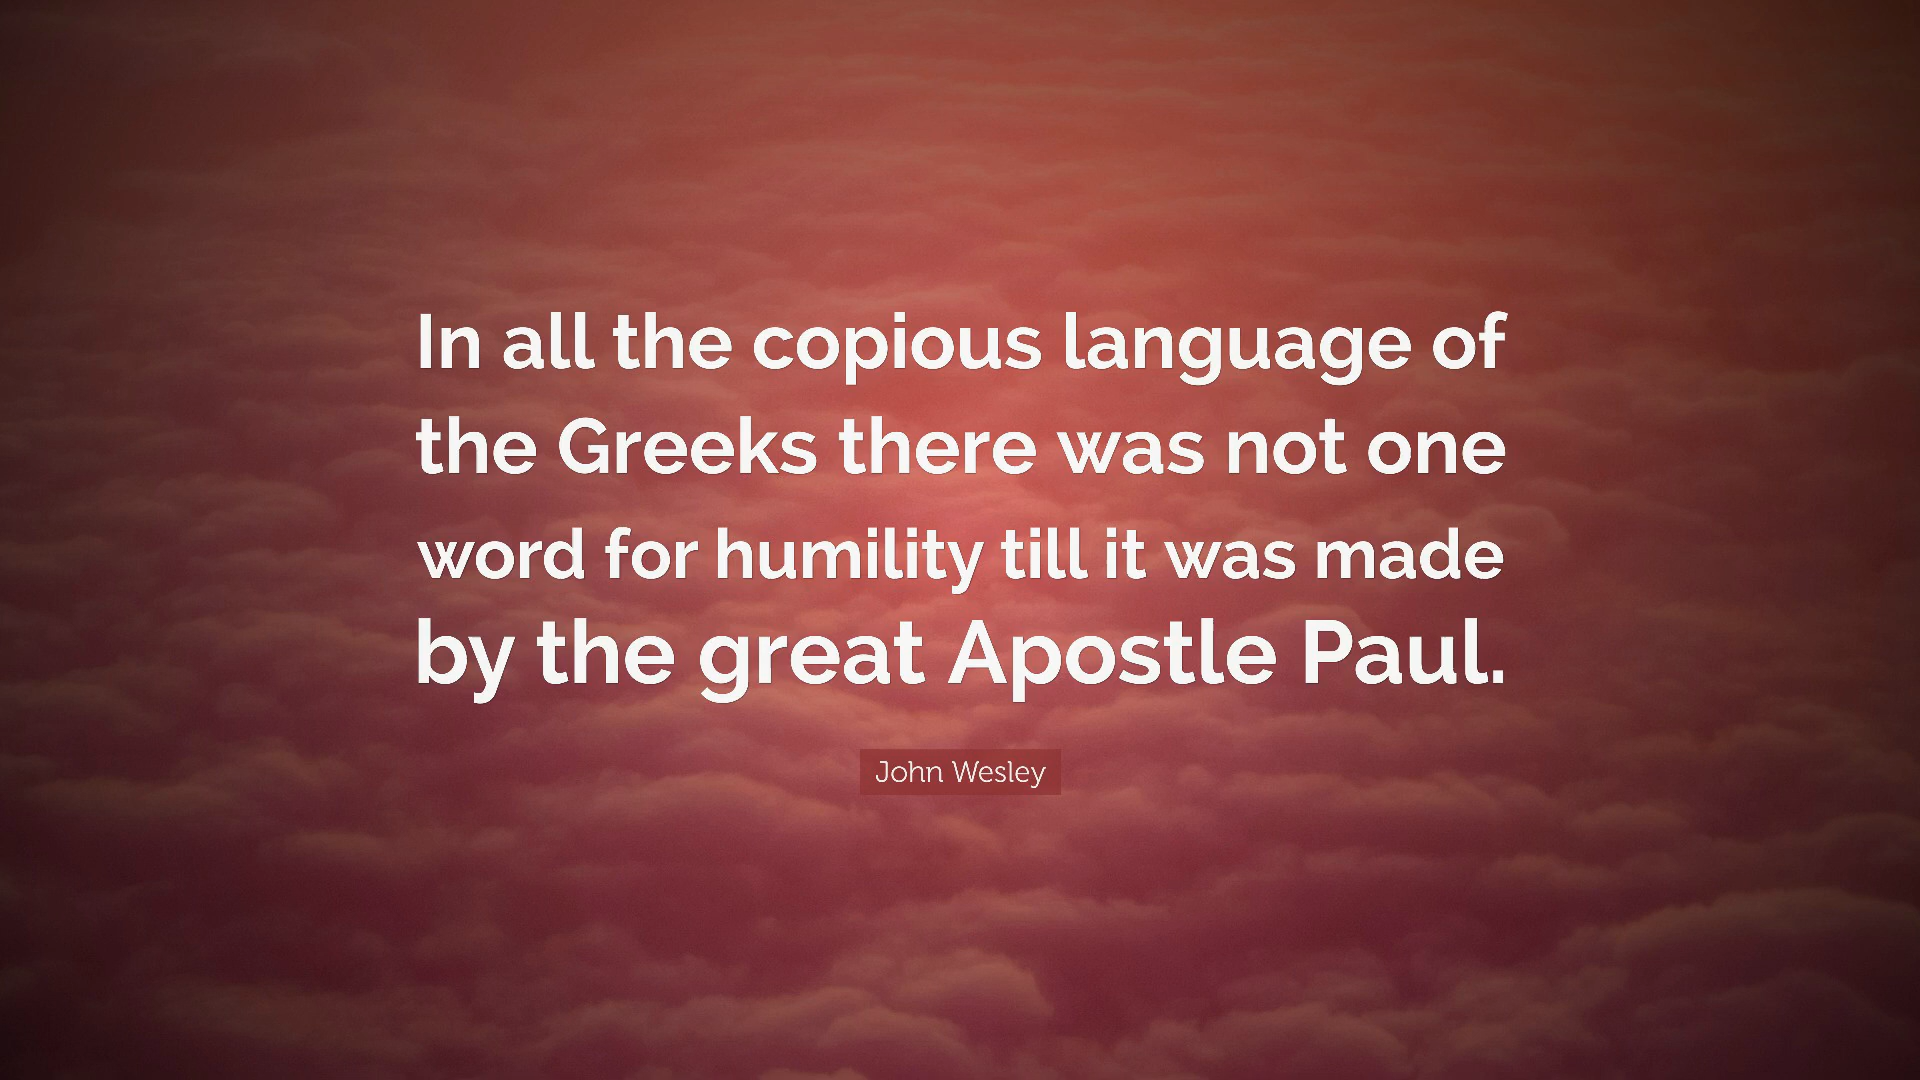 In all the copious language of
the Greeks there was not one
word for humility till it was made
by the great Apostle Paul.
John Wesley